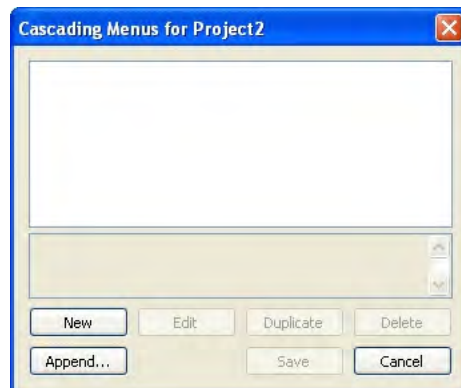 Cascading Menus for Project2
New Edit Duplicate Delete
Append... Save Cancel